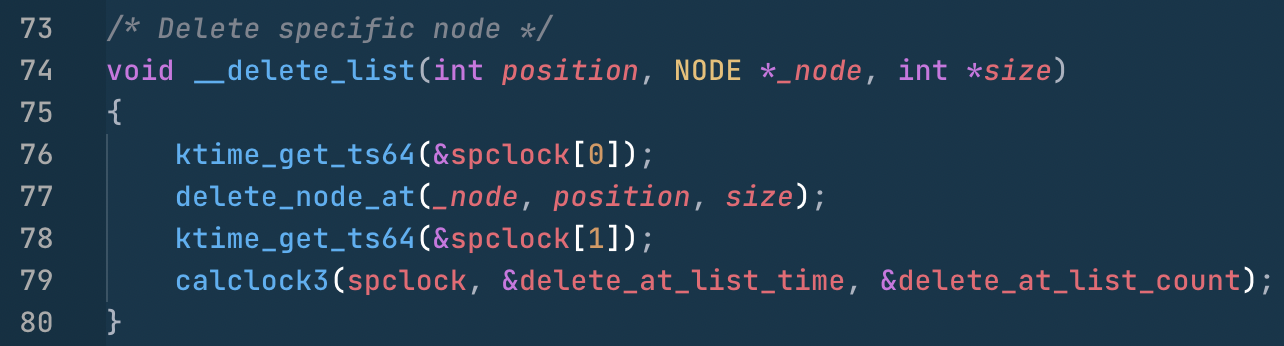 73 /* Delete specific node */
74 void __delete_list(int position, NODE *_node, int *size)
75 {
76     ktime_get_ts64(&spclock[0]);
77     delete_node_at(_node, position, size);
78     ktime_get_ts64(&spclock[1]);
79     calclock3(spclock, &delete_at_list_time, &delete_at_list_count);
80 }